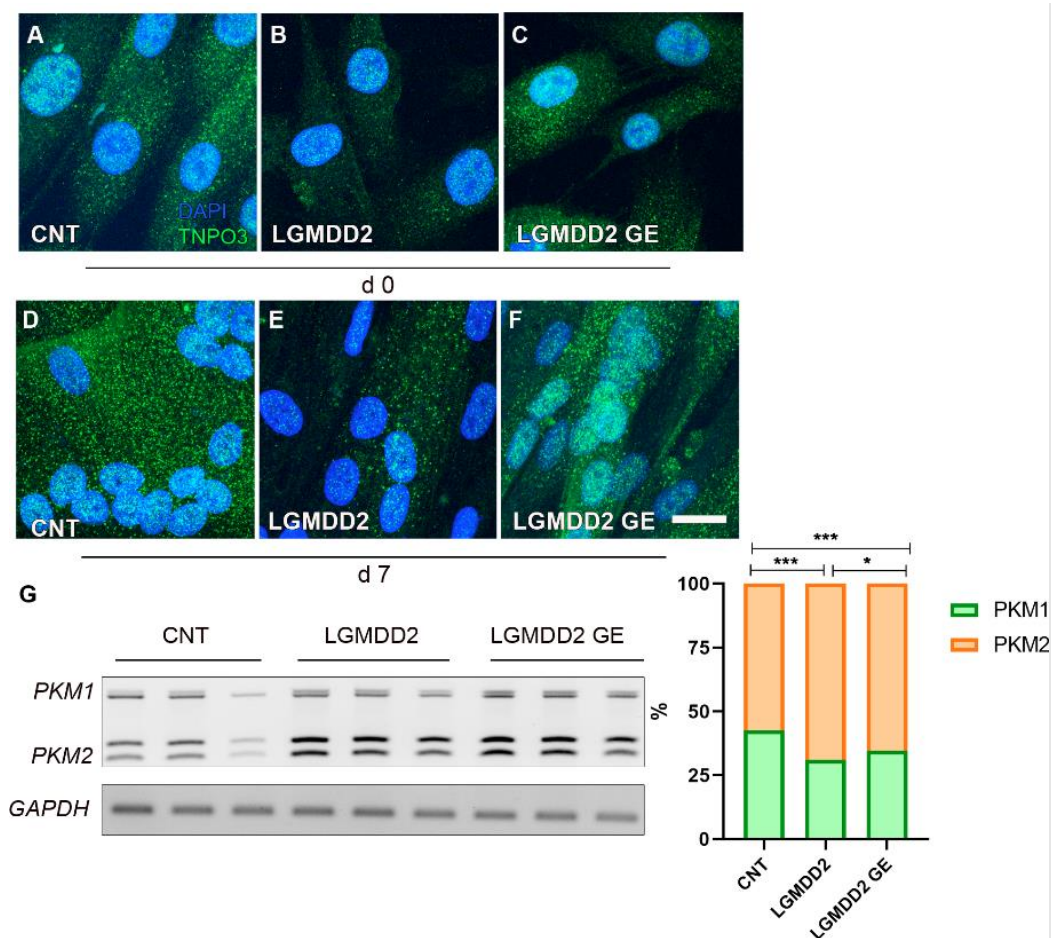 A
B
C
DAPI
TNPO3
CNT
LGMDD2
LGMDD2 GE
d 0
D
E
F
CNT
LGMDD2
LGMDD2 GE
d 7
G
CNT
LGMDD2
LGMDD2 GE
PKM1
PKM2
GAPDH
***
***
*
100
75
50
25
0
%
CNT
LGMDD2
LGMDD2 GE
PKM1
PKM2